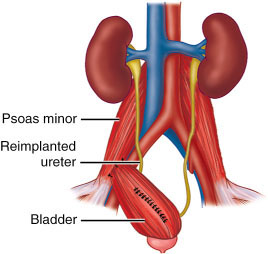 Psoas minor
Reimplanted
ureter
Bladder